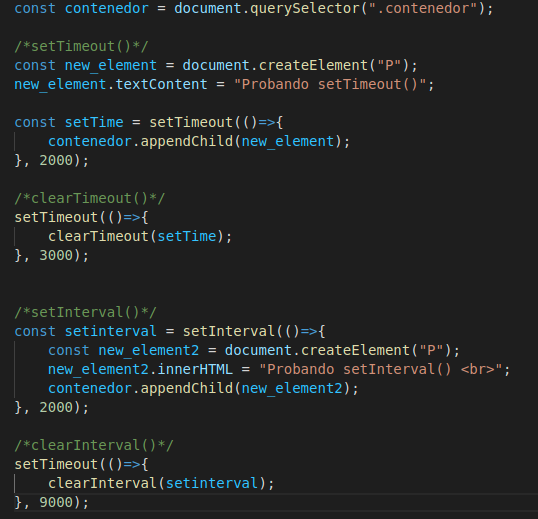 const contenedor = document.querySelector(".contenedor");
/*setTimeout()*/
const new_element = document.createElement("P");
new_element.textContent = "Probando setTimeout()";
const setTime = setTimeout(()=>{
contenedor.appendChild(new_element);
}, 2000);
/*clearTimeout()*/
setTimeout(()=>{
clearTimeout(setTime);
}, 3000);
/*setInterval()*/
const setinterval = setInterval(()=>{
const new_element2 = document.createElement("P");
new_element2.innerHTML = "Probando setInterval() <br>";
contenedor.appendChild(new_element2);
}, 2000);
/*clearInterval()*/
setTimeout(()=>{
clearInterval(setinterval);
}, 9000);